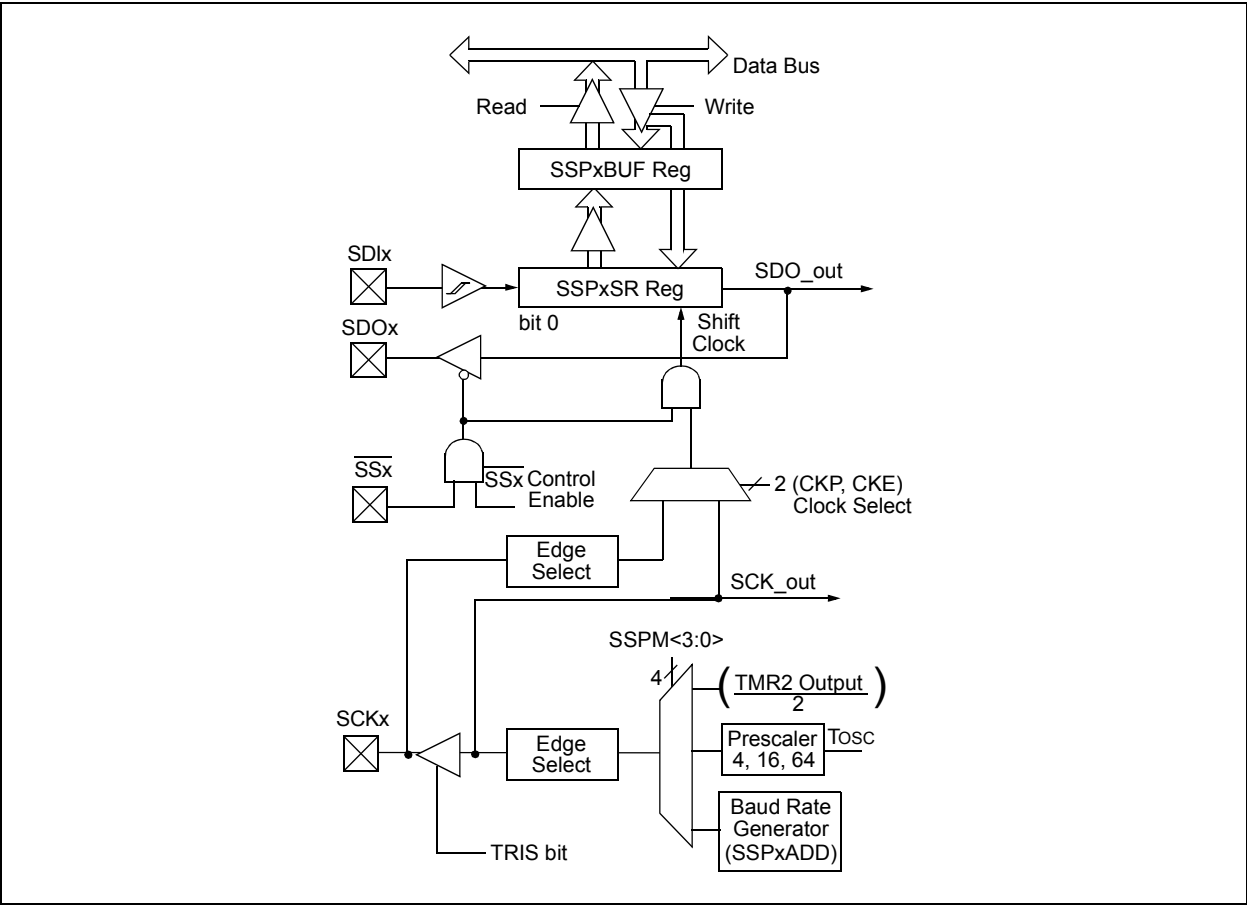 Data Bus
Read
Write
SSPxBUF Reg
SDIx
SDO_out
SSPxSR Reg
bit 0
Shift
Clock
SDOx
SSx
SSx Control
Enable
2 (CKP, CKE)
Clock Select
Edge
Select
SCK_out
SSPM<3:0>
4
(TMR2 Output)
2
SCKx
Edge
Select
Prescaler
4, 16, 64
TOSC
Baud Rate
Generator
(SSPxADD)
TRIS bit